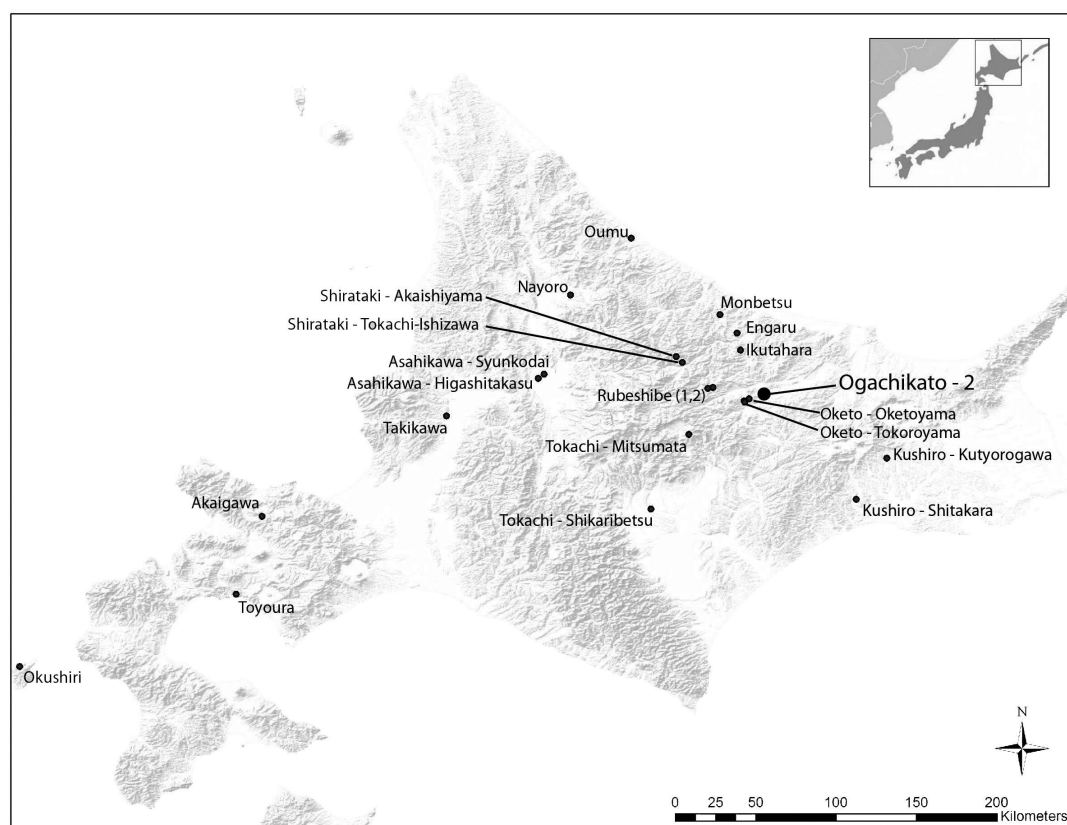 Oumu
Nayoro
Shirataki - Akaishiyama
Monbetsu
Shirataki - Tokachi-Ishizawa
Engaru
Ikutahara
Asahikawa - Syunkodai
Asahikawa - Higashitakasu
Rubeshibe (1,2)
Ogachikato - 2
Takikawa
Oketo - Oketoyama
Oketo - Tokoroyama
Tokachi - Mitsumata
Kushiro - Kutyorogawa
Akaigawa
Tokachi - Shikaribetsu
Kushiro - Shitakara
Toyoura
Okushiri
N
0 25 50 100 150 200
Kilometers